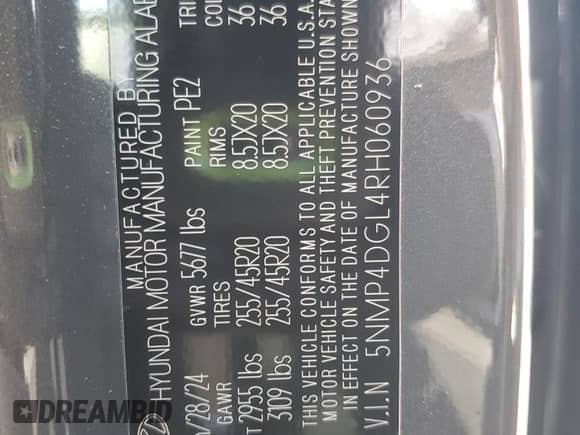 MANUFACTURED BY
HYUNDAI MOTOR MANUFACTURING
/28/24 GVWR 5677 lbs PAINT PE2
GAWR TIRES RIMS
2955 lbs 255/45R20 8.5JX20 36
3109 lbs 255/45R20 8.5JX20 36
THIS VEHICLE CONFORMS TO ALL APPLICABLE U.S.A.
MOTOR VEHICLE SAFETY AND THEFT PREVENTION
IN EFFECT ON THE DATE OF MANUFACTURE SHOWN
V.I.N 5NMP4DGL4RH060936
DREAMBID